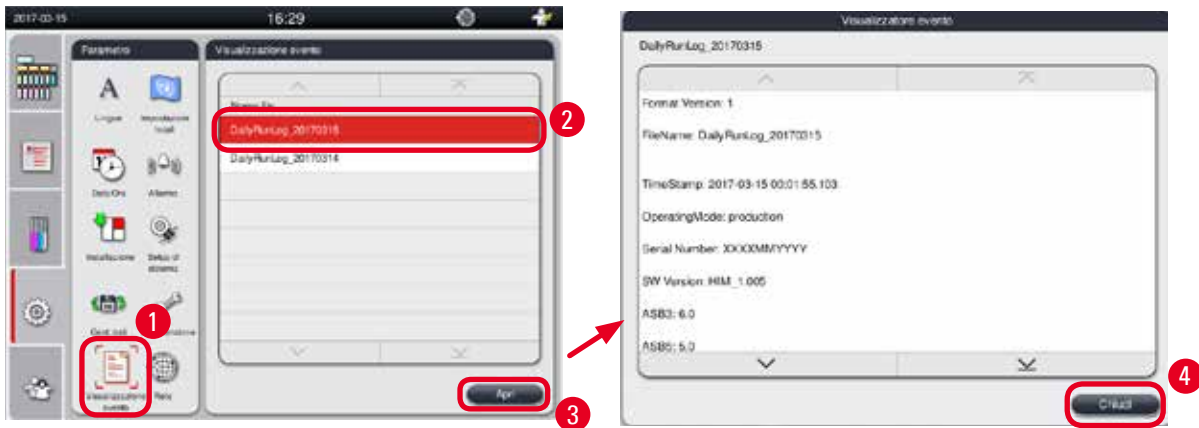 2017-03-15
16:29
Parametro
Visualizzazione evento
A
Lingua
Impostazioni locali
Data/Ora
Allarme
Installazione
Setup di sistema
Visualizzazione evento
Rete
DailyRunLog_20170315
DailyRunLog_20170314
Apri
1
2
3
Visualizzatore evento
DailyRunLog_20170315
Format Version: 1
FileName: DailyRunLog_20170315
TimeStamp: 2017-03-15 00:01:55.103
OperatingMode: production
Serial Number: XXXXMMYYYY
SW Version: HIM_1.005
ASB3: 6.0
ASB5: 5.0
Chiudi
4